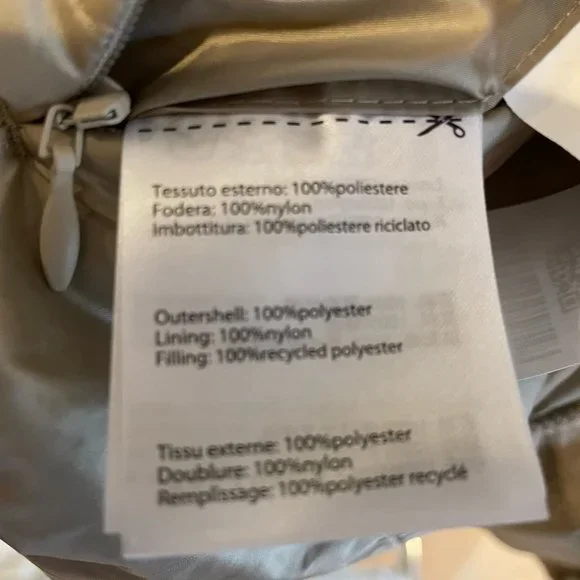 Tessuto esterno: 100%poliestere
Fodera: 100%nylon
Imbottitura: 100%poliestere riciclato
Outershell: 100%polyester
Lining: 100%nylon
Filling: 100%recycled polyester
Tissu externe: 100%polyester
Doublure: 100%nylon
Remplissage: 100%polyester recyclé